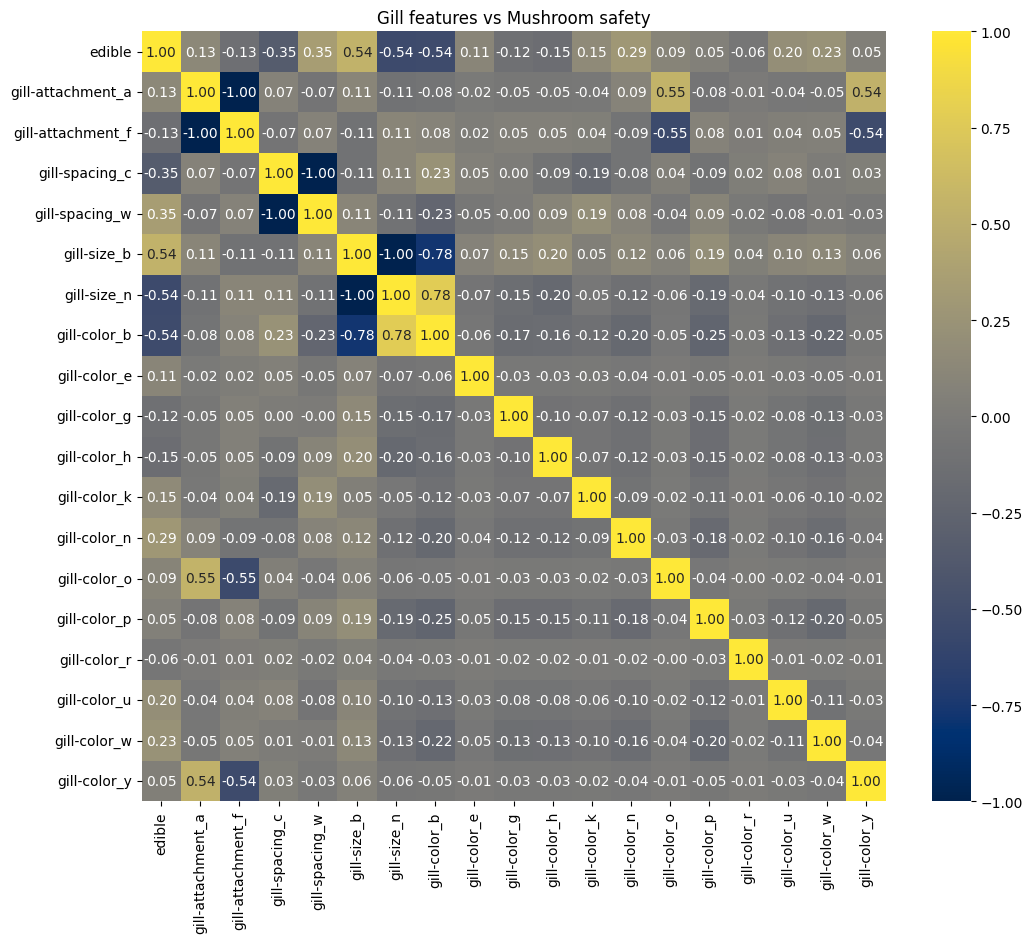 Gill features vs Mushroom safety
edible 1.00 0.13 -0.13 -0.35 0.35 0.54 -0.54 -0.54 0.11 -0.12 -0.15 0.15 0.29 0.09 0.05 -0.06 0.20 0.23 0.05
gill-attachment_a 0.13 1.00 -1.00 0.07 -0.07 0.11 -0.11 -0.08 -0.02 -0.05 -0.05 -0.04 0.09 0.55 -0.08 -0.01 -0.04 -0.05 0.54
gill-attachment_f -0.13 -1.00 1.00 -0.07 0.07 -0.11 0.11 0.08 0.02 0.05 0.05 0.04 -0.09 -0.55 0.08 0.01 0.04 0.05 -0.54
gill-spacing_c -0.35 0.07 -0.07 1.00 -1.00 -0.11 0.11 0.23 0.05 0.00 -0.09 -0.19 -0.08 0.04 -0.09 0.02 0.08 0.01 0.03
gill-spacing_w 0.35 -0.07 0.07 -1.00 1.00 0.11 -0.11 -0.23 -0.05 -0.00 0.09 0.19 0.08 -0.04 0.09 -0.02 -0.08 -0.01 -0.03
gill-size_b 0.54 0.11 -0.11 -0.11 0.11 1.00 -1.00 -0.78 0.07 0.15 0.20 0.05 0.12 0.06 0.19 0.04 0.10 0.13 0.06
gill-size_n -0.54 -0.11 0.11 0.11 -0.11 -1.00 1.00 0.78 -0.07 -0.15 -0.20 -0.05 -0.12 -0.06 -0.19 -0.04 -0.10 -0.13 -0.06
gill-color_b -0.54 -0.08 0.08 0.23 -0.23 -0.78 0.78 1.00 -0.06 -0.17 -0.16 -0.12 -0.20 -0.05 -0.25 -0.03 -0.13 -0.22 -0.05
gill-color_e 0.11 -0.02 0.02 0.05 -0.05 0.07 -0.07 -0.06 1.00 -0.03 -0.03 -0.03 -0.04 -0.01 -0.05 -0.01 -0.03 -0.05 -0.01
gill-color_g -0.12 -0.05 0.05 0.00 -0.00 0.15 -0.15 -0.17 -0.03 1.00 -0.10 -0.07 -0.12 -0.03 -0.15 -0.02 -0.08 -0.13 -0.03
gill-color_h -0.15 -0.05 0.05 -0.09 0.09 0.20 -0.20 -0.16 -0.03 -0.10 1.00 -0.07 -0.12 -0.03 -0.15 -0.02 -0.08 -0.13 -0.03
gill-color_k 0.15 -0.04 0.04 -0.19 0.19 0.05 -0.05 -0.12 -0.03 -0.07 -0.07 1.00 -0.09 -0.02 -0.11 -0.01 -0.06 -0.10 -0.02
gill-color_n 0.29 0.09 -0.09 -0.08 0.08 0.12 -0.12 -0.20 -0.04 -0.12 -0.12 -0.09 1.00 -0.03 -0.18 -0.02 -0.10 -0.16 -0.04
gill-color_o 0.09 0.55 -0.55 0.04 -0.04 0.06 -0.06 -0.05 -0.01 -0.03 -0.03 -0.02 -0.03 1.00 -0.04 -0.00 -0.02 -0.04 -0.01
gill-color_p 0.05 -0.08 0.08 -0.09 0.09 0.19 -0.19 -0.25 -0.05 -0.15 -0.15 -0.11 -0.18 -0.04 1.00 -0.03 -0.12 -0.20 -0.05
gill-color_r -0.06 -0.01 0.01 0.02 -0.02 0.04 -0.04 -0.03 -0.01 -0.02 -0.02 -0.01 -0.02 -0.00 -0.03 1.00 -0.01 -0.02 -0.01
gill-color_u 0.20 -0.04 0.04 0.08 -0.08 0.10 -0.10 -0.13 -0.03 -0.08 -0.08 -0.06 -0.10 -0.02 -0.12 -0.01 1.00 -0.11 -0.03
gill-color_w 0.23 -0.05 0.05 0.01 -0.01 0.13 -0.13 -0.22 -0.05 -0.13 -0.13 -0.10 -0.16 -0.04 -0.20 -0.02 -0.11 1.00 -0.04
gill-color_y 0.05 0.54 -0.54 0.03 -0.03 0.06 -0.06 -0.05 -0.01 -0.03 -0.03 -0.02 -0.04 -0.01 -0.05 -0.01 -0.03 -0.04 1.00
edible
gill-attachment_a
gill-attachment_f
gill-spacing_c
gill-spacing_w
gill-size_b
gill-size_n
gill-color_b
gill-color_e
gill-color_g
gill-color_h
gill-color_k
gill-color_n
gill-color_o
gill-color_p
gill-color_r
gill-color_u
gill-color_w
gill-color_y
1.00
0.75
0.50
0.25
0.00
−0.25
−0.50
−0.75
−1.00